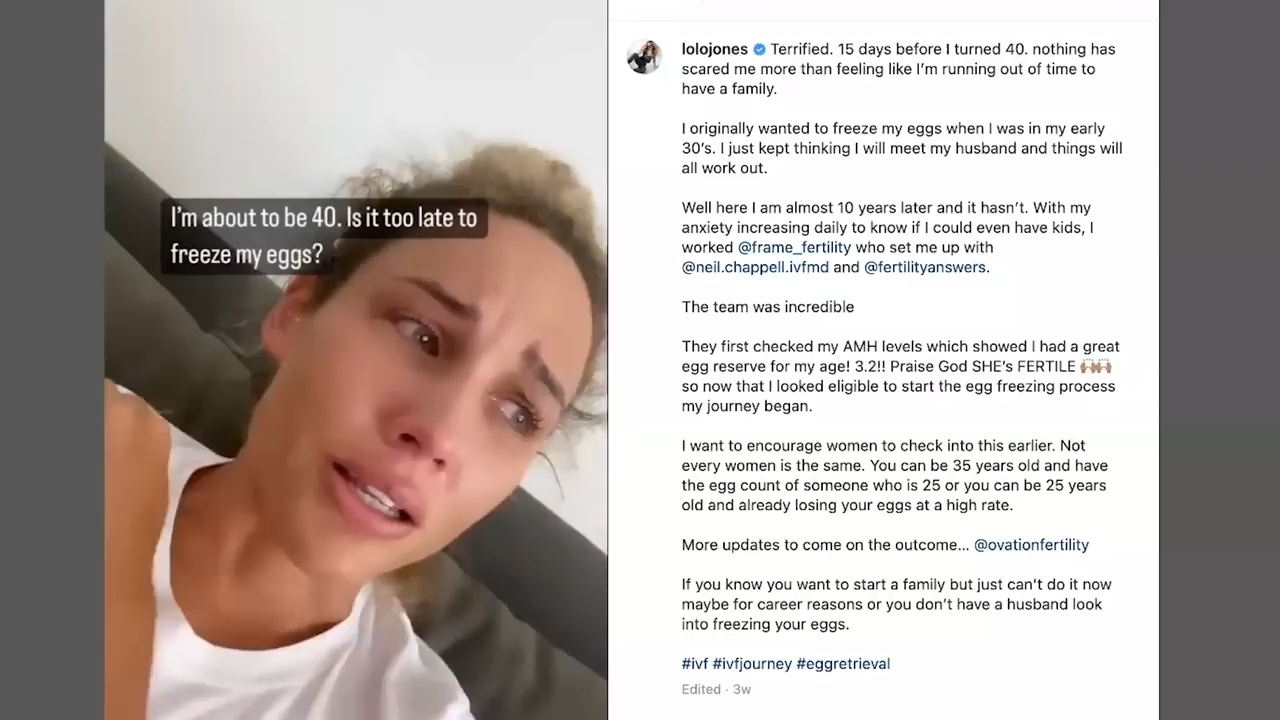 I'm about to be 40. Is it too late to
freeze my eggs?
lolojones Terrified. 15 days before I turned 40. nothing has
scared me more than feeling like I'm running out of time to
have a family.
I originally wanted to freeze my eggs when I was in my early
30's. I just kept thinking I will meet my husband and things will
all work out.
Well here I am almost 10 years later and it hasn't. With my
anxiety increasing daily to know if I could even have kids, I
worked @frame_fertility who set me up with
@neil.chappell.ivfmd and @fertilityanswers.
The team was incredible
They first checked my AMH levels which showed I had a great
egg reserve for my age! 3.2!! Praise God SHE's FERTILE 🙌🏽🙌🏽
so now that I looked eligible to start the egg freezing process
my journey began.
I want to encourage women to check into this earlier. Not
every women is the same. You can be 35 years old and have
the egg count of someone who is 25 or you can be 25 years
old and already losing your eggs at a high rate.
More updates to come on the outcome... @ovationfertility
If you know you want to start a family but just can't do it now
maybe for career reasons or you don't have a husband look
into freezing your eggs.
#ivf #ivfjourney #eggretrieval
Edited · 3w